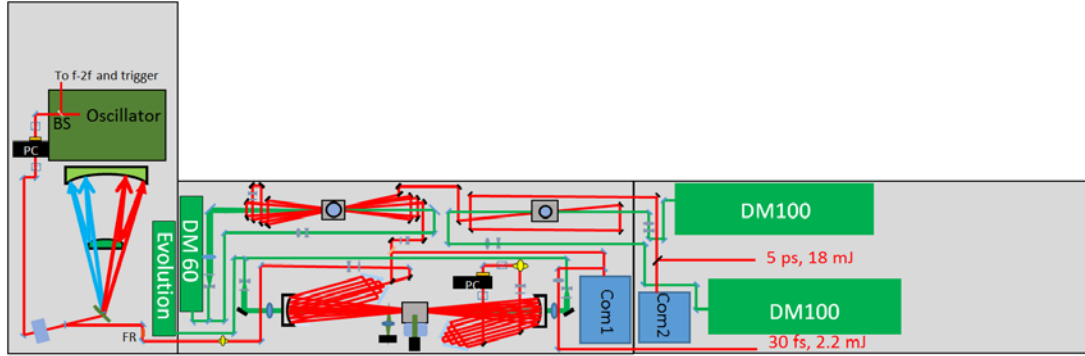 To f-2f and trigger
BS
Oscillator
PC
Evolution
DM 60
FR
PC
Com1
Com2
DM100
5 ps, 18 mJ
DM100
30 fs, 2.2 mJ